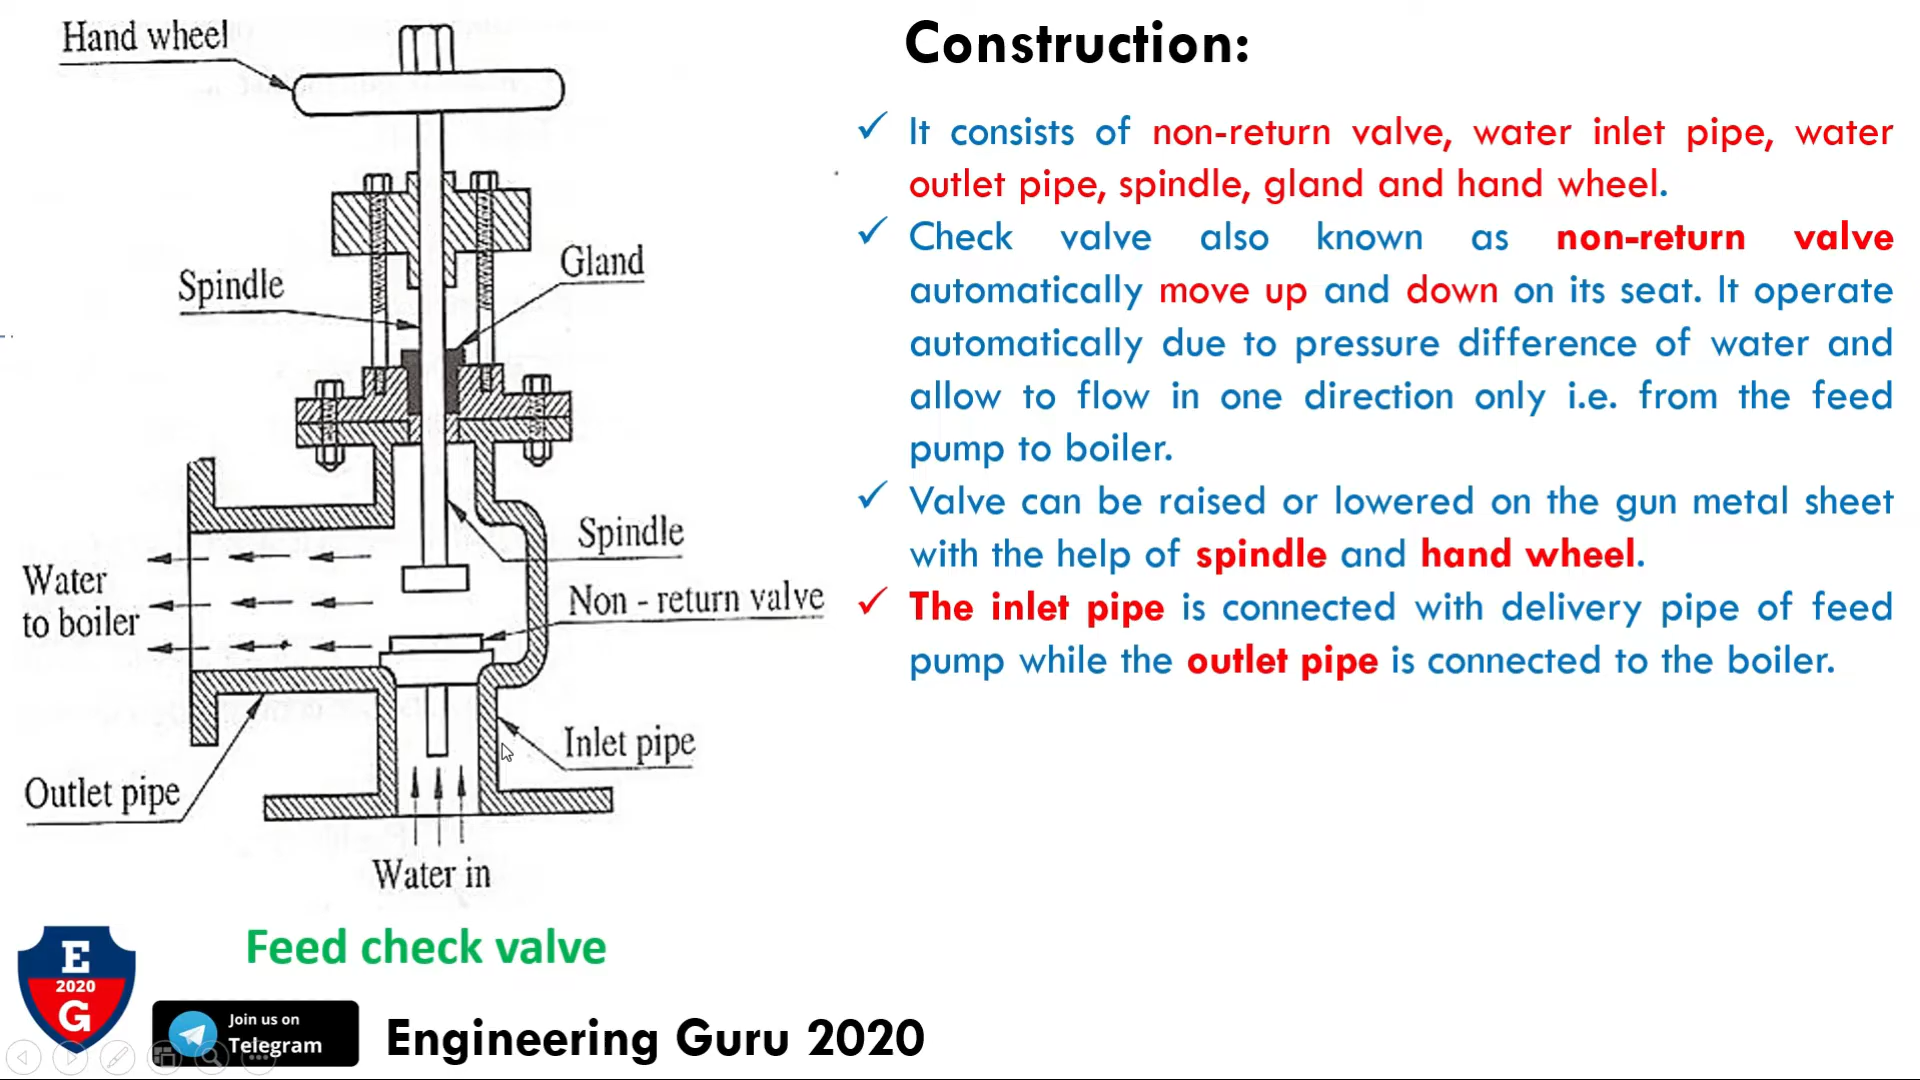 Hand wheel
Spindle
Gland
Spindle
Non - return valve
Water
to boiler
Inlet pipe
Outlet pipe
Water in
Feed check valve
E
2020
G
Join us on
Telegram
Engineering Guru 2020
Construction:
✓ It consists of non-return valve, water inlet pipe, water
outlet pipe, spindle, gland and hand wheel.
✓ Check valve also known as non-return valve
automatically move up and down on its seat. It operate
automatically due to pressure difference of water and
allow to flow in one direction only i.e. from the feed
pump to boiler.
✓ Valve can be raised or lowered on the gun metal sheet
with the help of spindle and hand wheel.
✓ The inlet pipe is connected with delivery pipe of feed
pump while the outlet pipe is connected to the boiler.